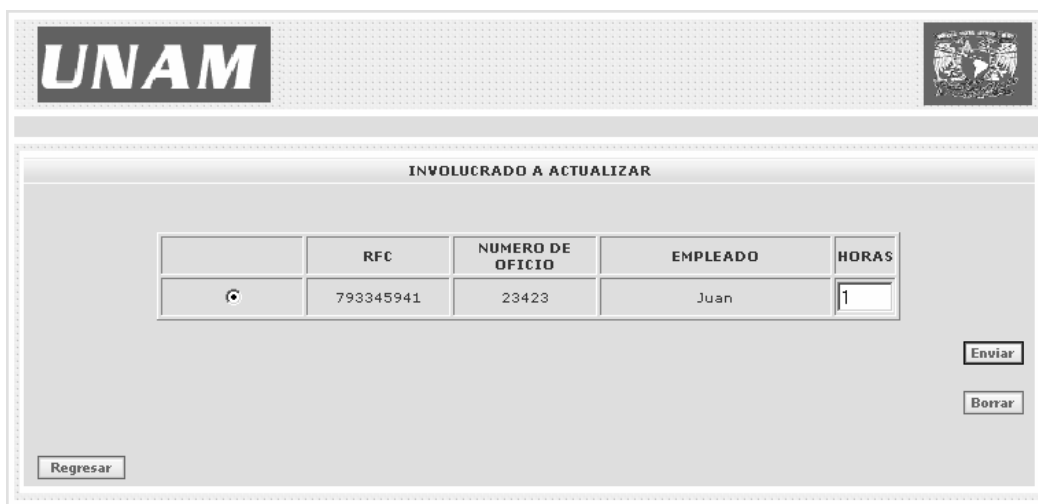 UNAM
INVOLUCRADO A ACTUALIZAR
RFC NUMERO DE OFICIO EMPLEADO HORAS
793345941 23423 Juan 1
Enviar
Borrar
Regresar